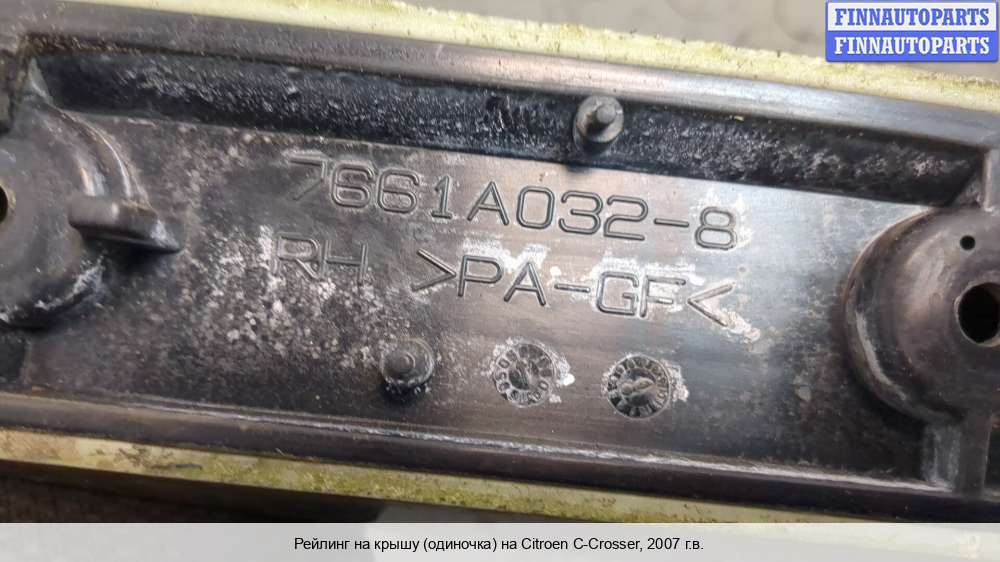 FINNAUTOPARTS
FINNAUTOPARTS
7661A032-8
RH >PA-GF<
Рейлинг на крышу (одиночка) на Citroen C-Crosser, 2007 г.в.